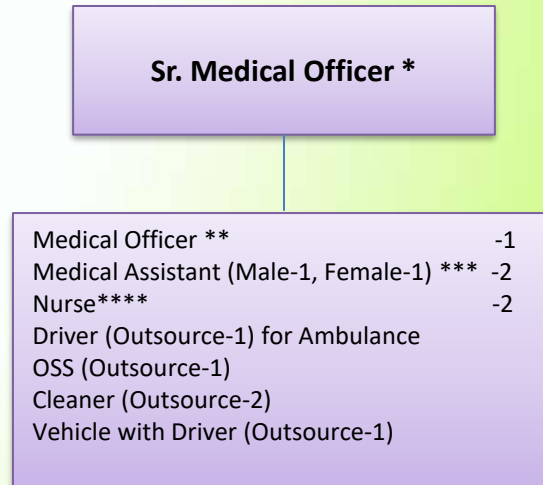 Sr. Medical Officer *
Medical Officer ** -1
Medical Assistant (Male-1, Female-1) *** -2
Nurse**** -2
Driver (Outsource-1) for Ambulance
OSS (Outsource-1)
Cleaner (Outsource-2)
Vehicle with Driver (Outsource-1)